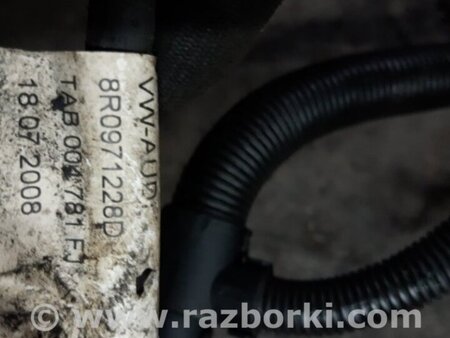 VW-AUDI
8R0971228D
TAB 004781 FJ
18 07 2008
www.razborki.com